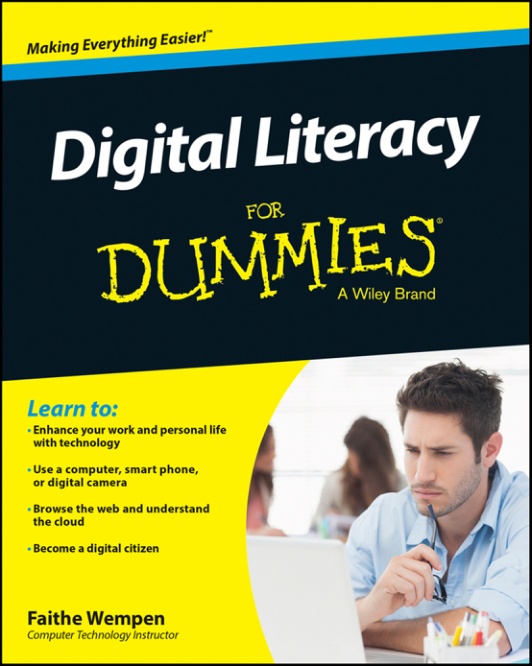 Making Everything Easier!™
Digital Literacy
FOR
DUMMIES®
A Wiley Brand
Learn to:
• Enhance your work and personal life
with technology
• Use a computer, smart phone,
or digital camera
• Browse the web and understand
the cloud
• Become a digital citizen
Faithe Wempen
Computer Technology Instructor